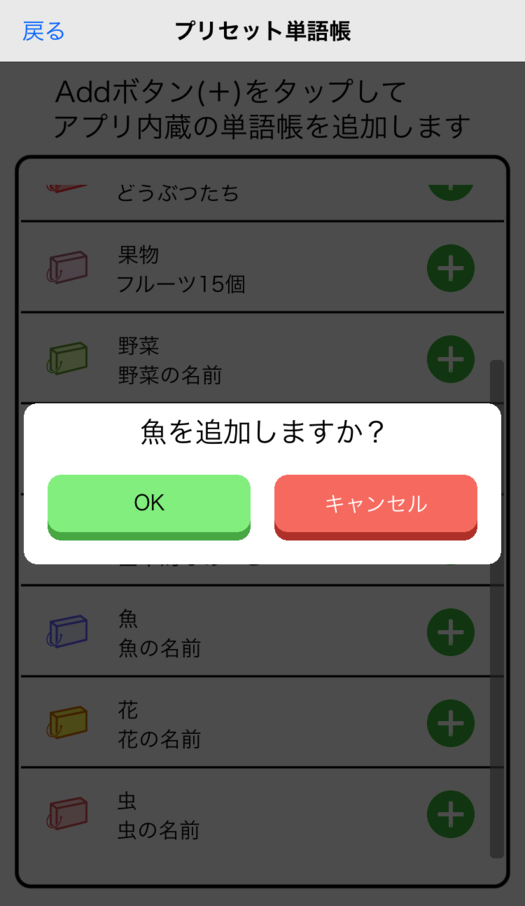 戻る
プリセット単語帳
Addボタン(＋)をタップして
アプリ内蔵の単語帳を追加します
どうぶつたち
果物
フルーツ15個
野菜
野菜の名前
魚を追加しますか？
OK
キャンセル
魚
魚の名前
花
花の名前
虫
虫の名前